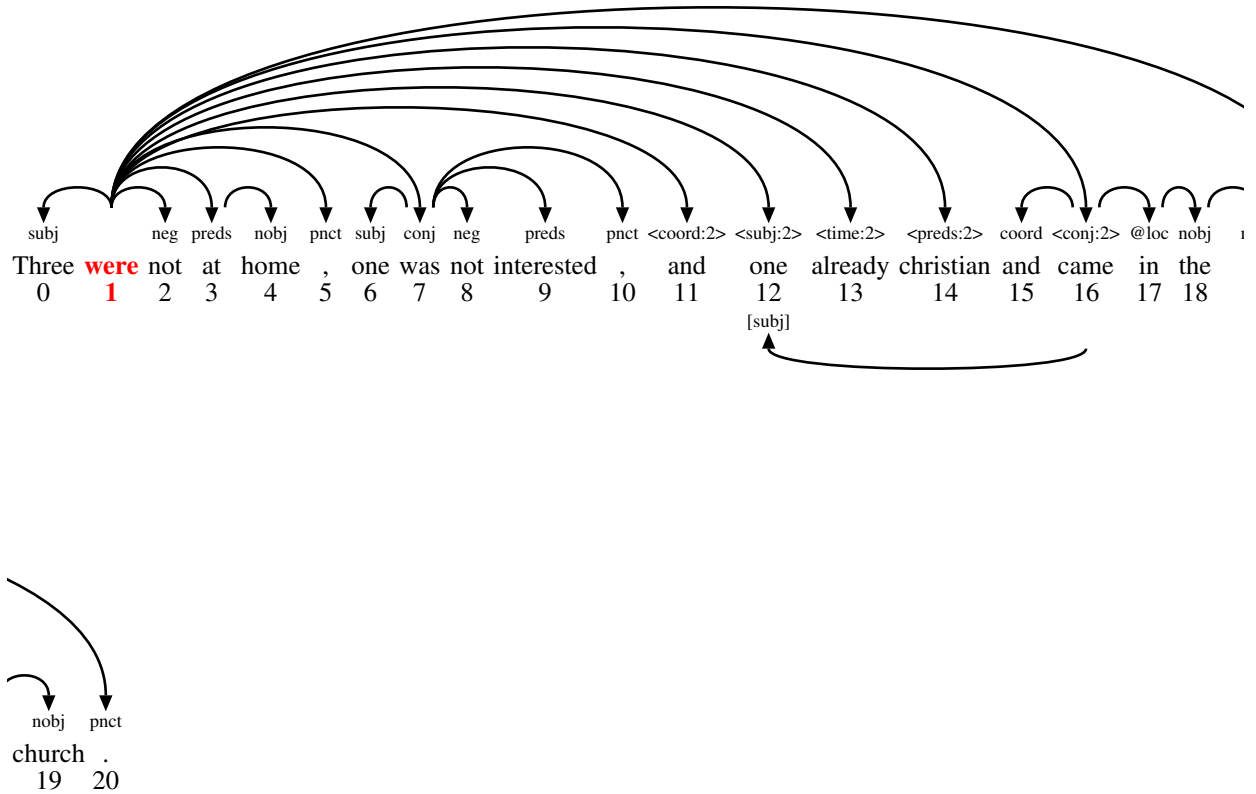 subj neg preds nobj pnct subj conj neg preds pnct <coord:2> <subj:2> <time:2> <preds:2> coord <conj:2> @loc nobj
Three were not at home , one was not interested , and one already christian and came in the
0 1 2 3 4 5 6 7 8 9 10 11 12 13 14 15 16 17 18
[subj]
nobj pnct
church .
19 20